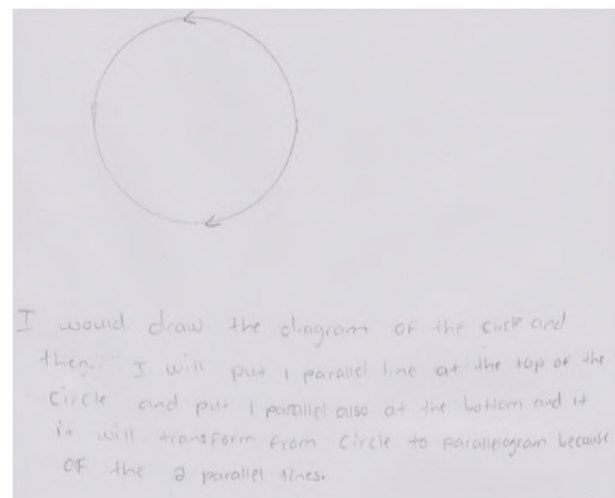 I would draw the diagram of the circle and
then. I will put 1 parallel line at the top of the
circle and put 1 parallel also at the bottom and it
it will transform from circle to parallelogram because
of the 2 parallel lines.